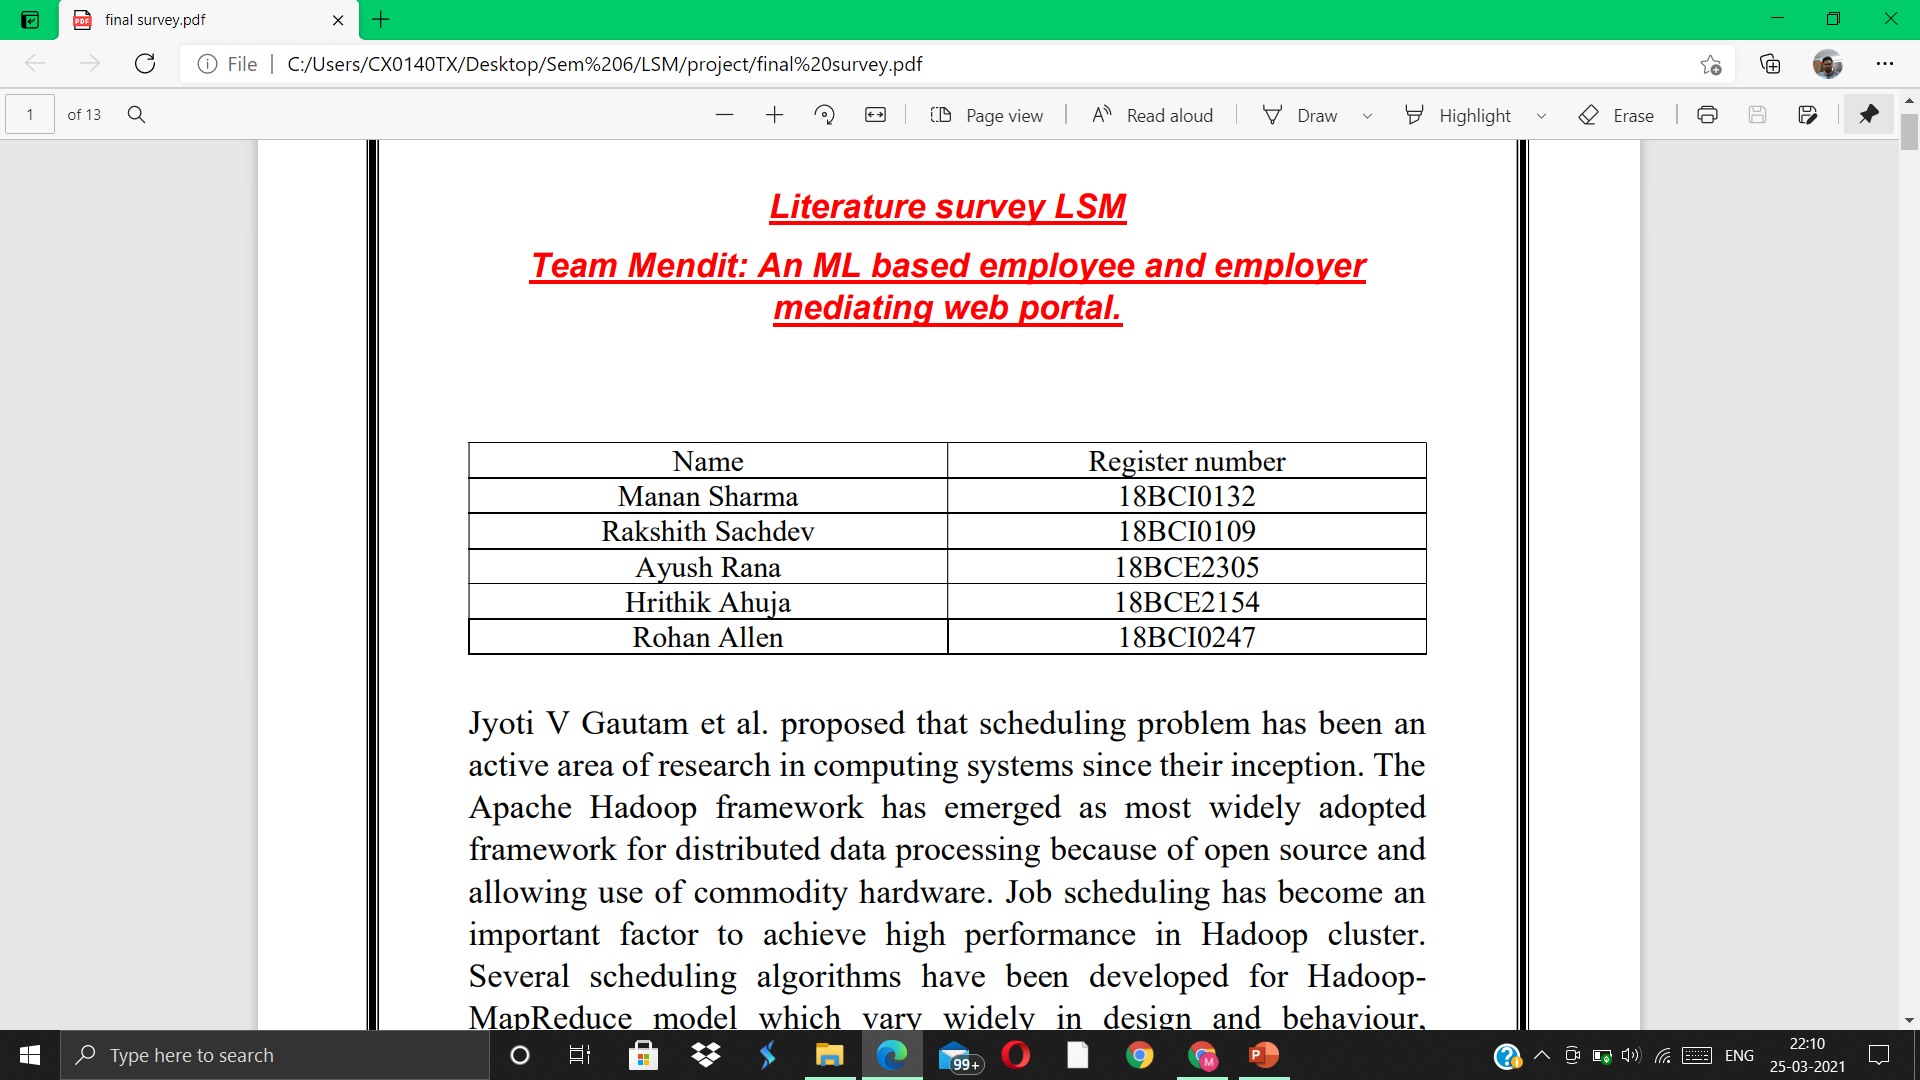 final survey.pdf
File
C:/Users/CX0140TX/Desktop/Sem%206/LSM/project/final%20survey.pdf
1 of 13
Page view
Read aloud
Draw
Highlight
Erase
Literature survey LSM
Team Mendit: An ML based employee and employer
mediating web portal.
Name Register number
Manan Sharma 18BCI0132
Rakshith Sachdev 18BCI0109
Ayush Rana 18BCE2305
Hrithik Ahuja 18BCE2154
Rohan Allen 18BCI0247
Jyoti V Gautam et al. proposed that scheduling problem has been an
active area of research in computing systems since their inception. The
Apache Hadoop framework has emerged as most widely adopted
framework for distributed data processing because of open source and
allowing use of commodity hardware. Job scheduling has become an
important factor to achieve high performance in Hadoop cluster.
Several scheduling algorithms have been developed for Hadoop-
MapReduce model which vary widely in design and behaviour,
Type here to search
99+
M
P
ENG
22:10
25-03-2021